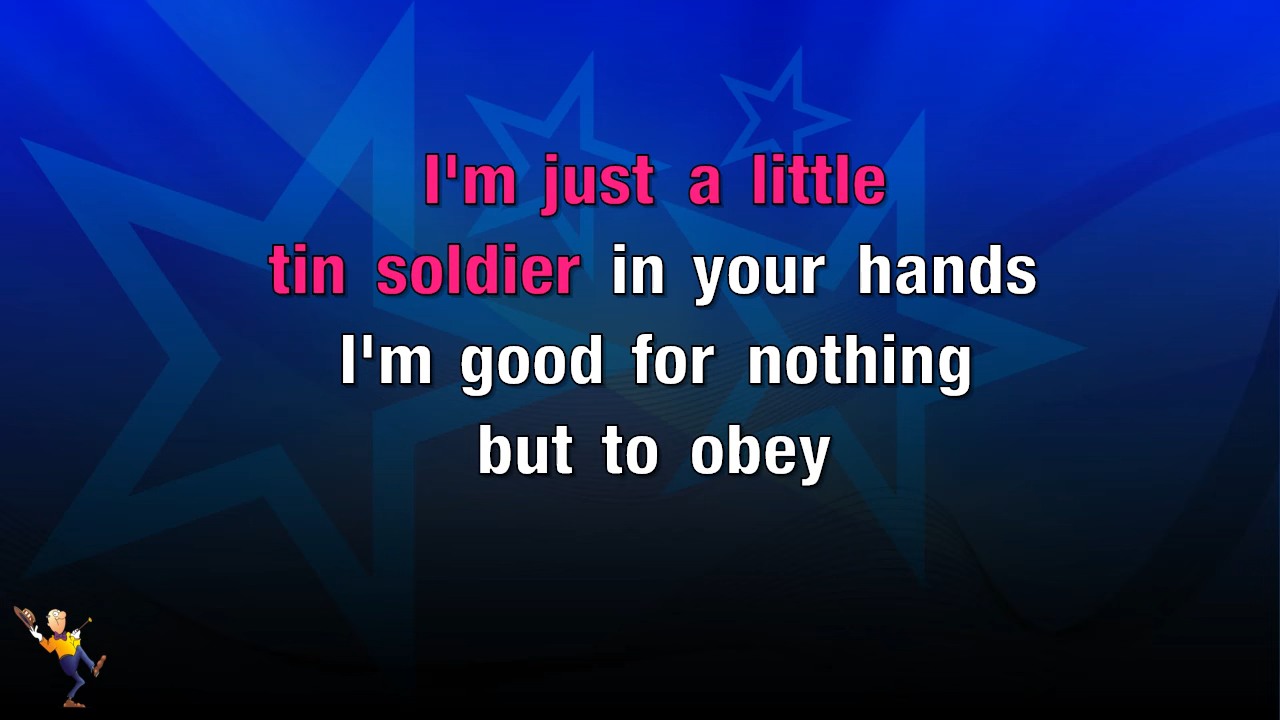 I'm just a little
tin soldier in your hands
I'm good for nothing
but to obey